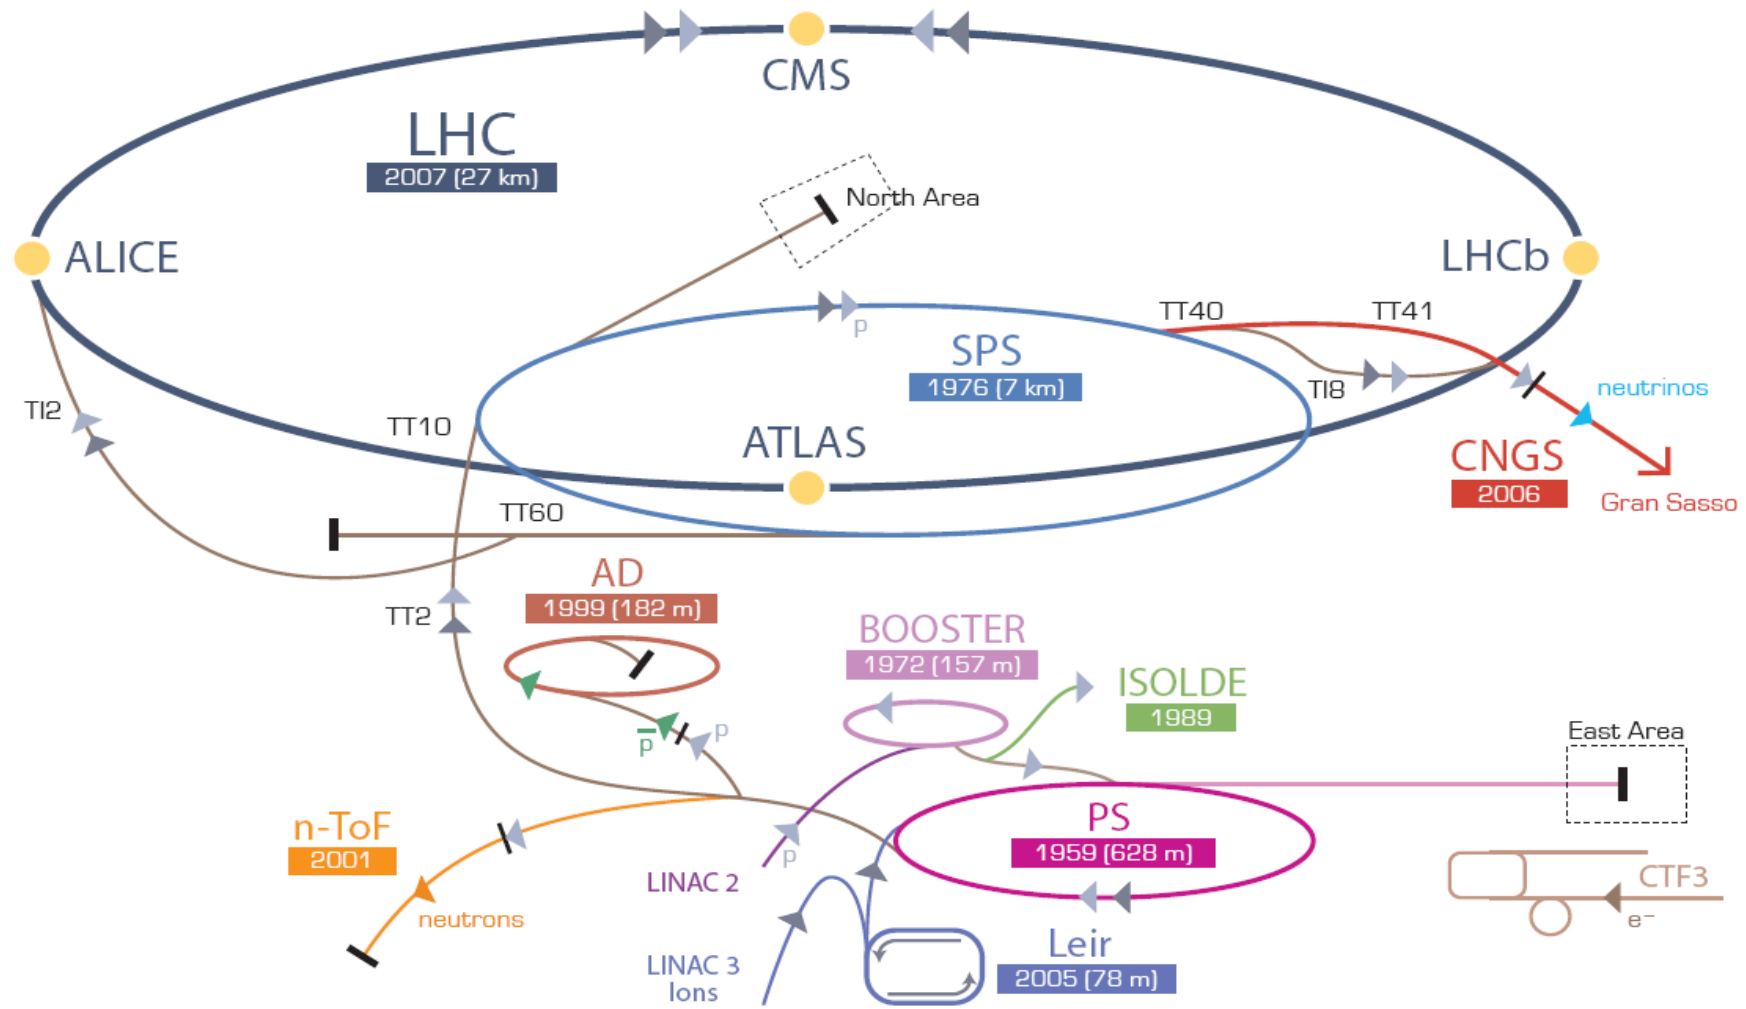 CMS
LHC
2007 (27 km)
North Area
ALICE
LHCb
p
TT40
TT41
SPS
1976 (7 km)
TI8
neutrinos
TI2
TT10
ATLAS
CNGS
2006
Gran Sasso
TT60
AD
1999 (182 m)
TT2
BOOSTER
1972 (157 m)
ISOLDE
1989
p̅
p
East Area
n-ToF
2001
PS
1959 (628 m)
p
LINAC 2
neutrons
CTF3
e⁻
LINAC 3
Ions
Leir
2005 (78 m)